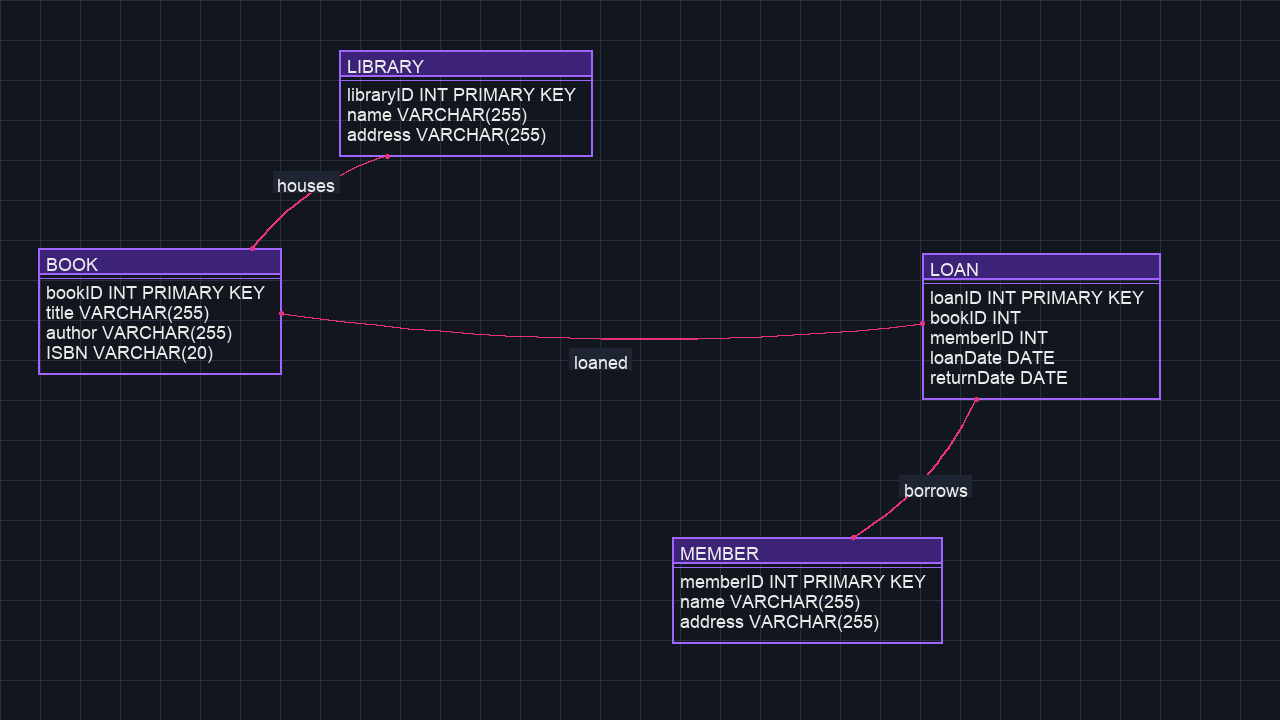 LIBRARY
libraryID INT PRIMARY KEY
name VARCHAR(255)
address VARCHAR(255)
houses
BOOK
bookID INT PRIMARY KEY
title VARCHAR(255)
author VARCHAR(255)
ISBN VARCHAR(20)
loaned
LOAN
loanID INT PRIMARY KEY
bookID INT
memberID INT
loanDate DATE
returnDate DATE
borrows
MEMBER
memberID INT PRIMARY KEY
name VARCHAR(255)
address VARCHAR(255)